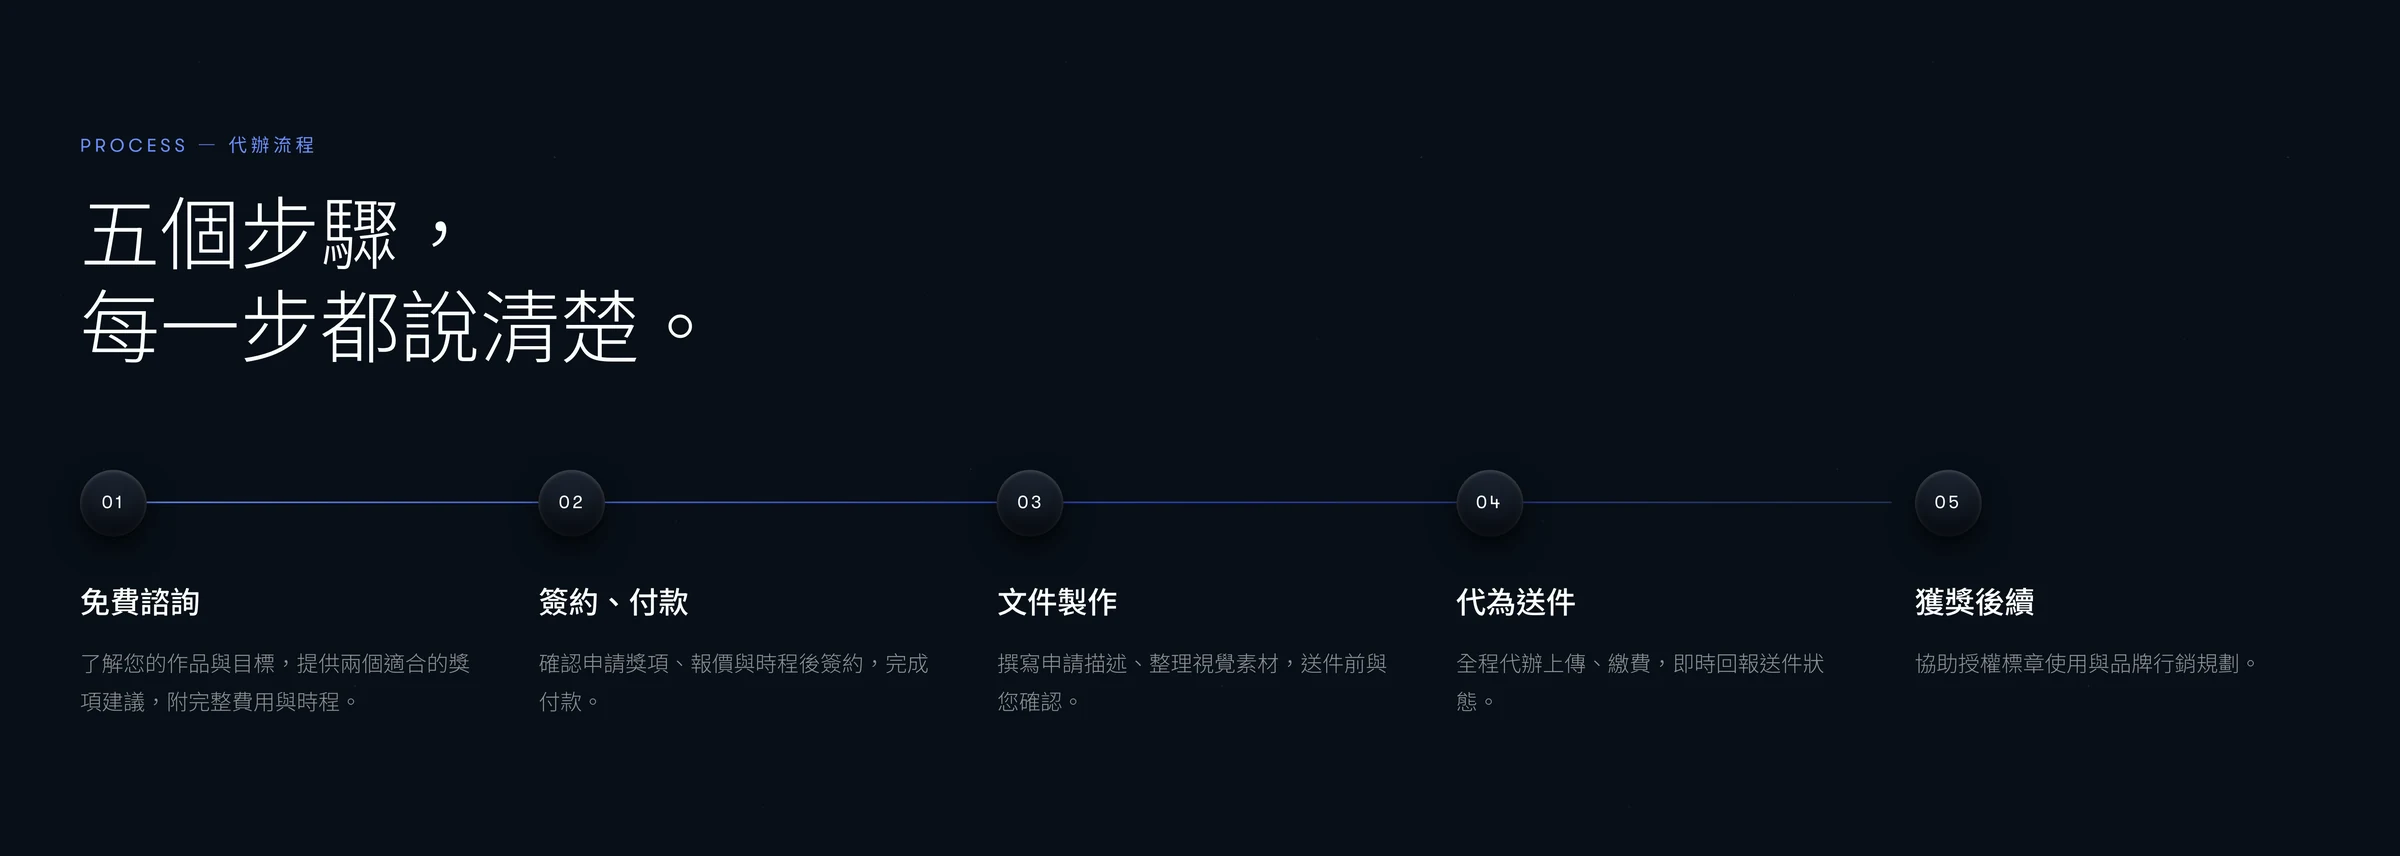 PROCESS — 代辦流程
五個步驟，
每一步都說清楚。
01
02
03
04
05
免費諮詢
了解您的作品與目標，提供兩個適合的獎
項建議，附完整費用與時程。
簽約、付款
確認申請獎項、報價與時程後簽約，完成
付款。
文件製作
撰寫申請描述、整理視覺素材，送件前與
您確認。
代為送件
全程代辦上傳、繳費，即時回報送件狀
態。
獲獎後續
協助授權標章使用與品牌行銷規劃。